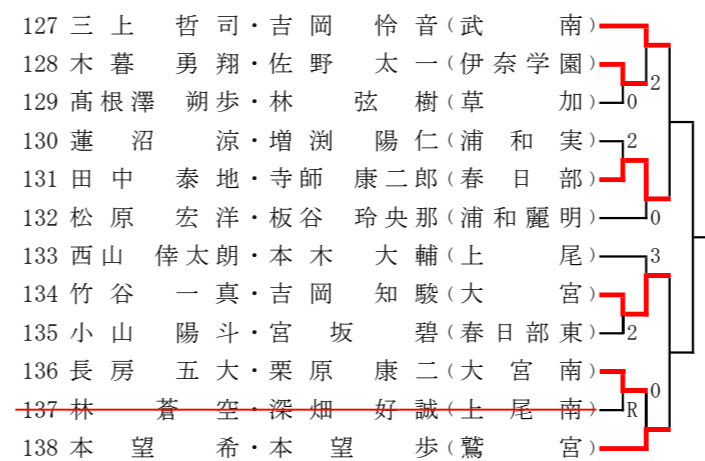 127 三上 哲司・吉岡 怜音(武南)
128 木暮 勇翔・佐野 太一(伊奈学園)
2
129 髙根澤 朔歩・林 弦樹(草加) 0
130 蓮沼 涼・増渕 陽仁(浦和実) 2
131 田中 泰地・寺師 康二郎(春日部)
132 松原 宏洋・板谷 玲央那(浦和麗明) 0
133 西山 倖太朗・本木 大輔(上尾) 3
134 竹谷 一真・吉岡 知駿(大宮)
135 小山 陽斗・宮坂 碧(春日部東) 2
136 長房 五大・栗原 康二(大宮南)
0
137 林 蒼空・深畑 好誠(上尾南) R
138 本望 希・本望 歩(鷲宮)